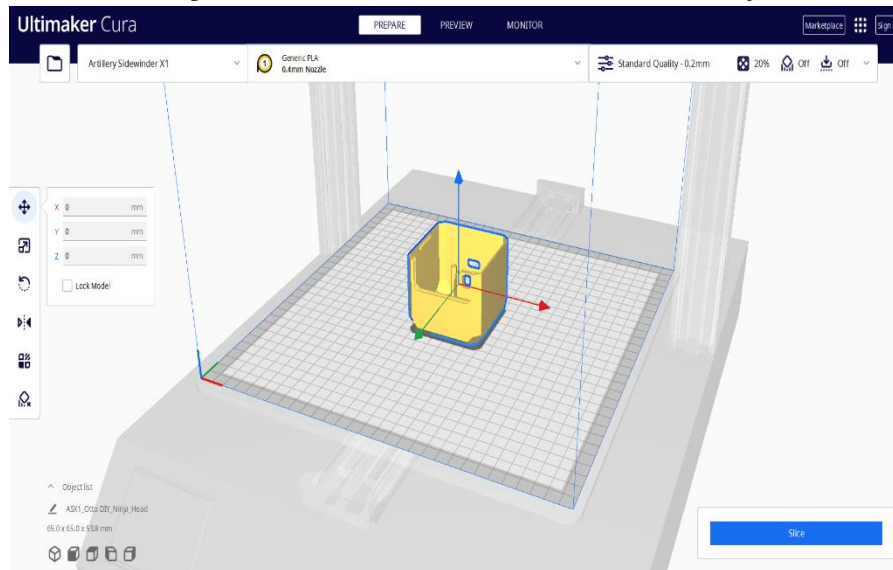 Ultimaker Cura
PREPARE
PREVIEW
MONITOR
Marketplace
Sign
Artillery Sidewinder X1
1
Generic PLA
0.4mm Nozzle
Standard Quality - 0.2mm
20%
Off
Off
X 0 mm
Y 0 mm
Z 0 mm
Lock Model
Object list
ASX1_Otto DIY_Ninja_Head
65.0 x 65.0 x 53.8 mm
Slice